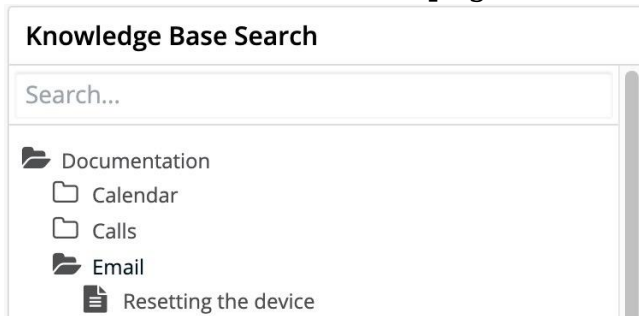 Knowledge Base Search
Search...
Documentation
Calendar
Calls
Email
Resetting the device